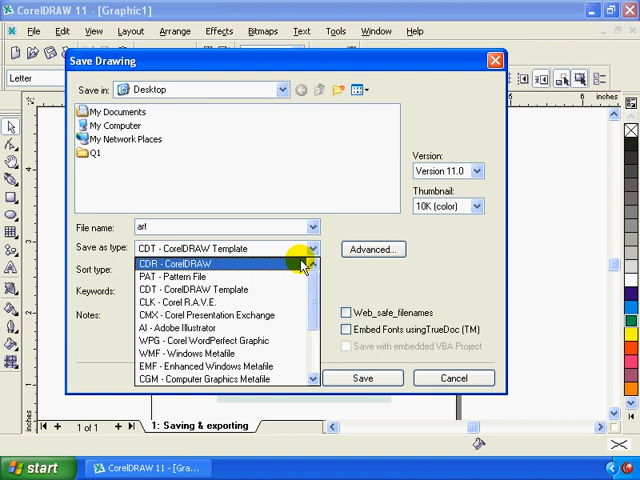 CorelDRAW 11 - [Graphic1]
File Edit View Layout Arrange Effects Bitmaps Text Tools Window Help
Letter
Save Drawing
Save in: Desktop
My Documents
My Computer
My Network Places
Q1
Version:
Version 11.0
Thumbnail:
10K (color)
File name: art
Save as type: CDT - CorelDRAW Template
Advanced...
Sort type:
Keywords:
Notes:
CDR - CorelDRAW
PAT - Pattern File
CDT - CorelDRAW Template
CLK - Corel R.A.V.E.
CMX - Corel Presentation Exchange
AI - Adobe Illustrator
WPG - Corel WordPerfect Graphic
WMF - Windows Metafile
EMF - Enhanced Windows Metafile
CGM - Computer Graphics Metafile
Web_safe_filenames
Embed Fonts usingTrueDoc (TM)
Save with embedded VBA Project
Save Cancel
6 inches
3
2
1
inches
1 of 1 1: Saving & exporting
start CorelDRAW 11 - [Gra...